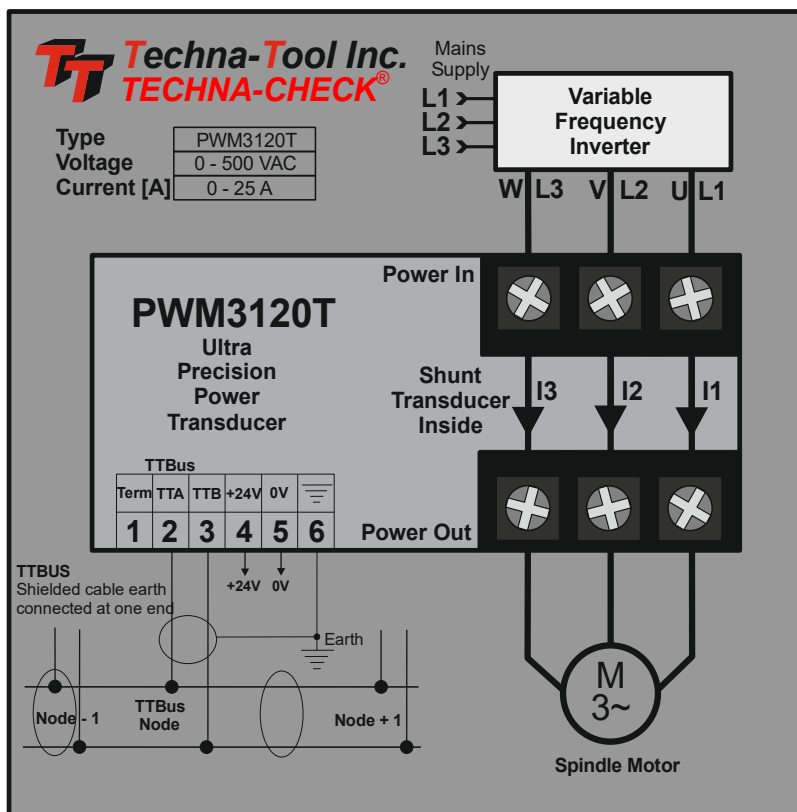 TT Techna-Tool Inc.
TECHNA-CHECK®
Type PWM3120T
Voltage 0 - 500 VAC
Current [A] 0 - 25 A
Mains
Supply
L1
L2
L3
Variable
Frequency
Inverter
W L3 V L2 U L1
Power In
PWM3120T
Ultra
Precision
Power
Transducer
Shunt
Transducer
Inside
I3 I2 I1
TTBus
Term TTA TTB +24V 0V
1 2 3 4 5 6
Power Out
+24V 0V
TTBUS
Shielded cable earth
connected at one end
Earth
Node - 1
TTBus
Node
Node + 1
M
3~
Spindle Motor